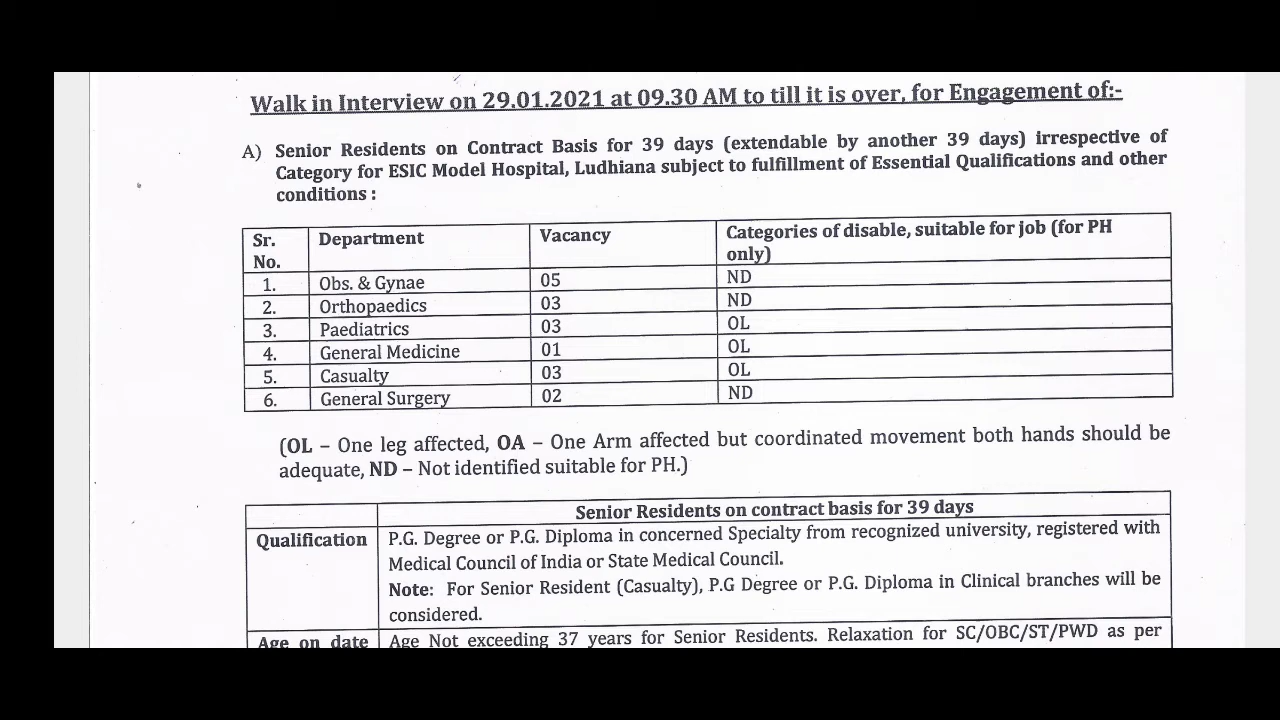 Walk in Interview on 29.01.2021 at 09.30 AM to till it is over, for Engagement of:-
A) Senior Residents on Contract Basis for 39 days (extendable by another 39 days) irrespective of
Category for ESIC Model Hospital, Ludhiana subject to fulfillment of Essential Qualifications and other
conditions :
Sr. No. Department Vacancy Categories of disable, suitable for job (for PH only)
1. Obs. & Gynae 05 ND
2. Orthopaedics 03 ND
3. Paediatrics 03 OL
4. General Medicine 01 OL
5. Casualty 03 OL
6. General Surgery 02 ND
(OL – One leg affected, OA – One Arm affected but coordinated movement both hands should be
adequate, ND – Not identified suitable for PH.)
Senior Residents on contract basis for 39 days
Qualification P.G. Degree or P.G. Diploma in concerned Specialty from recognized university, registered with
Medical Council of India or State Medical Council.
Note: For Senior Resident (Casualty), P.G Degree or P.G. Diploma in Clinical branches will be
considered.
Age on date Age Not exceeding 37 years for Senior Residents. Relaxation for SC/OBC/ST/PWD as per